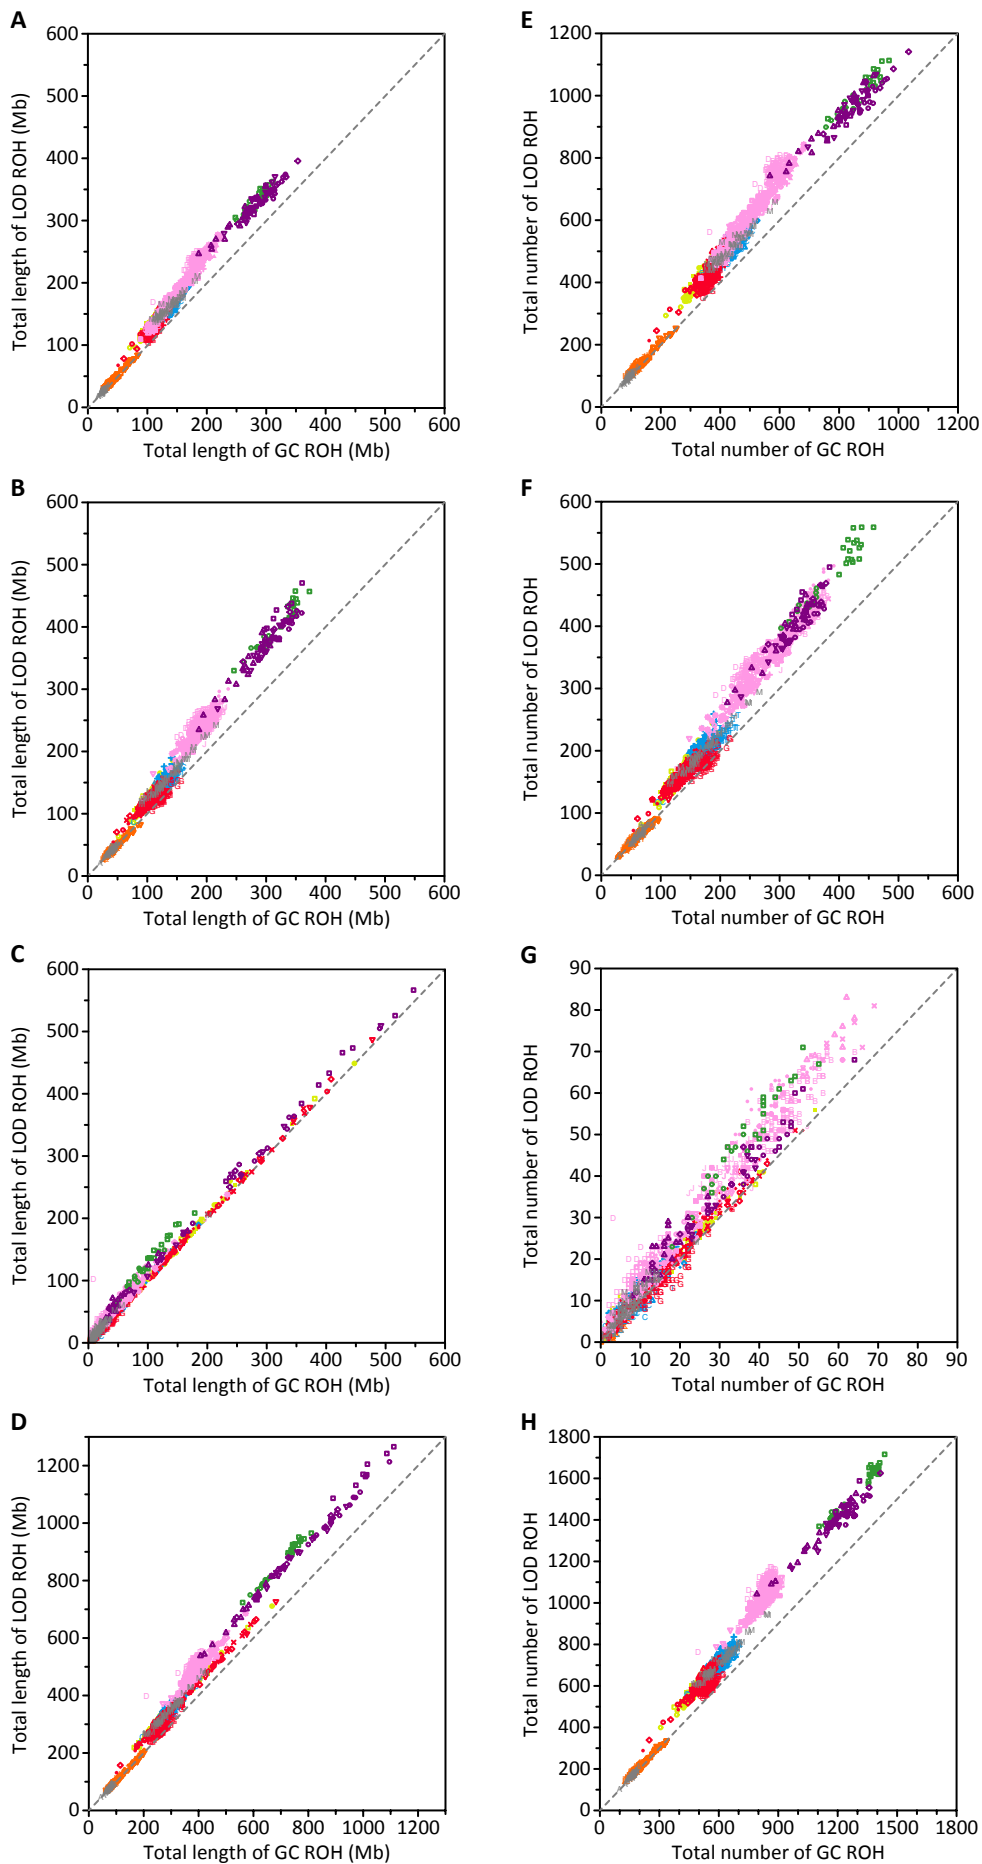 A
600
500
400
300
200
100
0
Total length of LOD ROH (Mb)
0 100 200 300 400 500 600
Total length of GC ROH (Mb)
E
1200
1000
800
600
400
200
0
Total number of LOD ROH
0 200 400 600 800 1000 1200
Total number of GC ROH
B
600
500
400
300
200
100
0
Total length of LOD ROH (Mb)
0 100 200 300 400 500 600
Total length of GC ROH (Mb)
F
600
500
400
300
200
100
0
Total number of LOD ROH
0 100 200 300 400 500 600
Total number of GC ROH
C
600
500
400
300
200
100
0
Total length of LOD ROH (Mb)
0 100 200 300 400 500 600
Total length of GC ROH (Mb)
G
90
80
70
60
50
40
30
20
10
0
Total number of LOD ROH
0 10 20 30 40 50 60 70 80 90
Total number of GC ROH
D
1200
1000
800
600
400
200
0
Total length of LOD ROH (Mb)
0 200 400 600 800 1000 1200
Total length of GC ROH (Mb)
H
1800
1600
1400
1200
1000
800
600
400
200
0
Total number of LOD ROH
0 300 600 900 1200 1500 1800
Total number of GC ROH